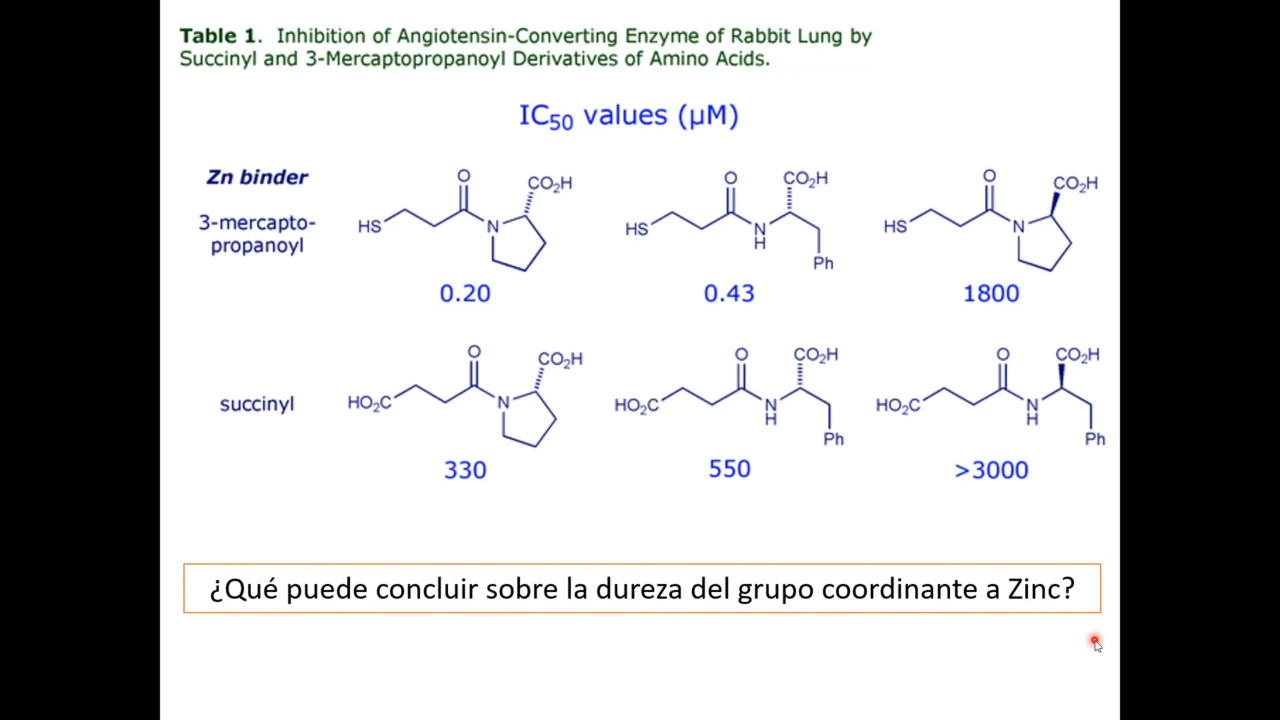 Table 1. Inhibition of Angiotensin-Converting Enzyme of Rabbit Lung by
Succinyl and 3-Mercaptopropanoyl Derivatives of Amino Acids.
IC50 values (μM)
Zn binder
3-mercapto-
propanoyl
HS
O
N
CO2H
0.20
HS
O
N
H
CO2H
Ph
0.43
HS
O
N
CO2H
1800
succinyl
HO2C
O
N
CO2H
330
HO2C
O
N
H
CO2H
Ph
550
HO2C
O
N
H
CO2H
Ph
>3000
¿Qué puede concluir sobre la dureza del grupo coordinante a Zinc?